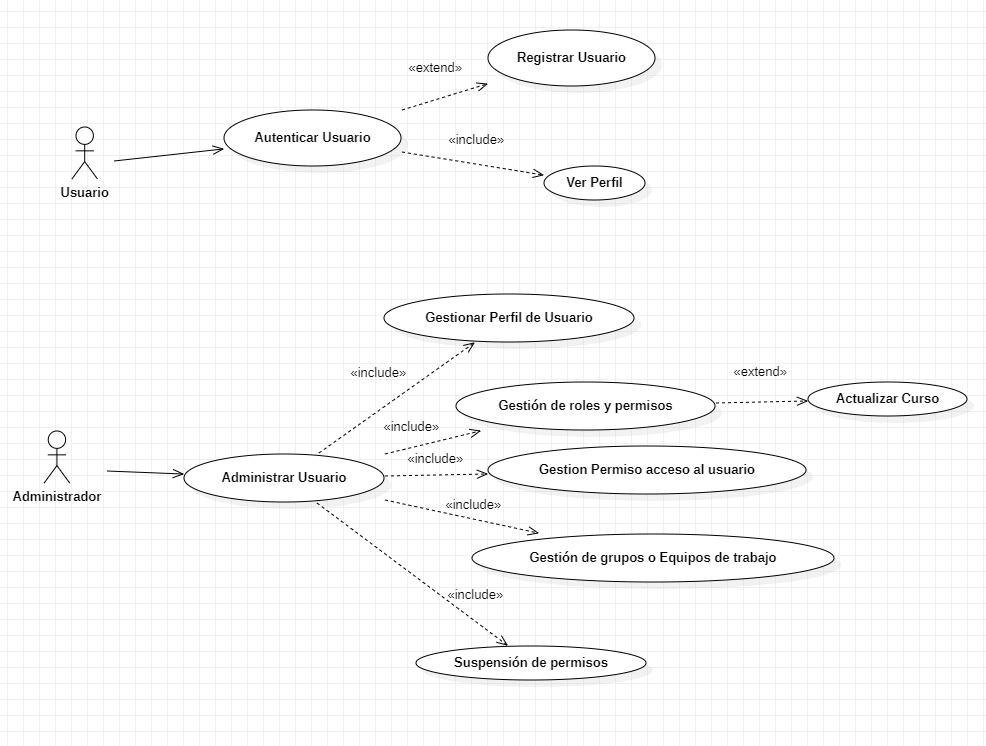 Registrar Usuario
«extend»
Autenticar Usuario
«include»
Ver Perfil
Usuario
Gestionar Perfil de Usuario
«include»
«extend»
Actualizar Curso
Gestión de roles y permisos
«include»
«include»
Gestion Permiso acceso al usuario
Administrar Usuario
Administrador
«include»
Gestión de grupos o Equipos de trabajo
«include»
Suspensión de permisos